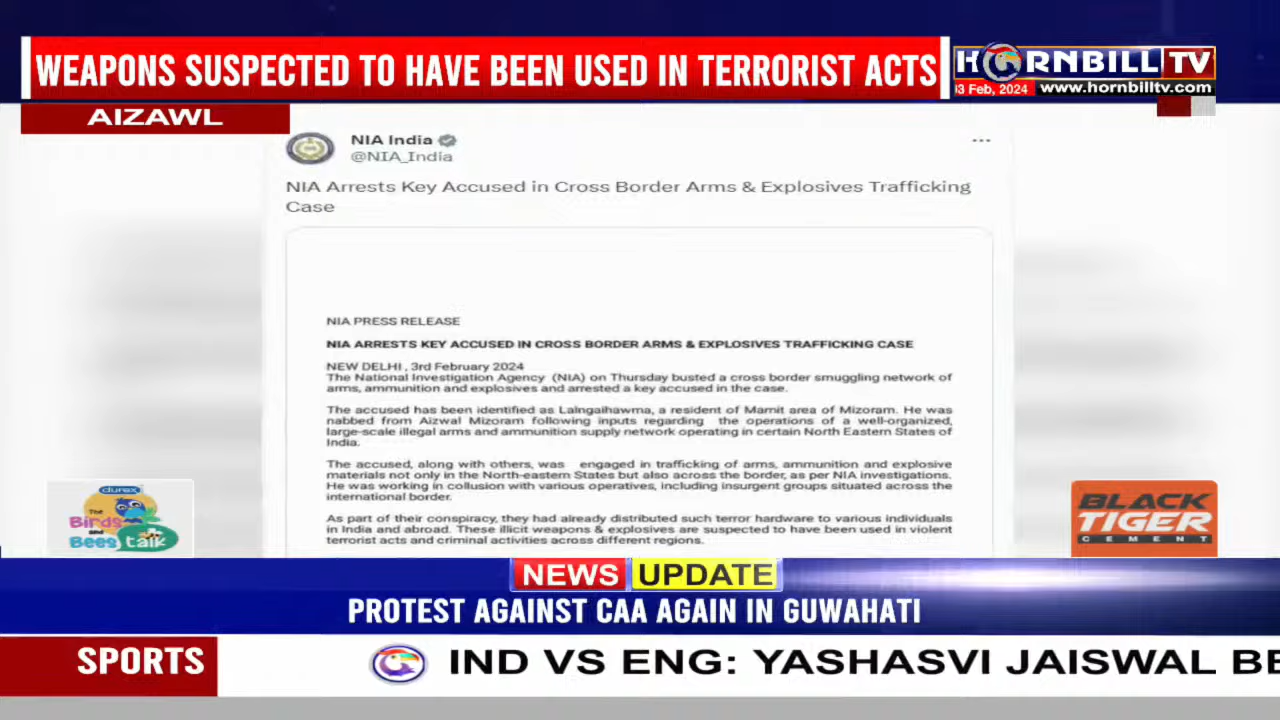 WEAPONS SUSPECTED TO HAVE BEEN USED IN TERRORIST ACTS
HORNBILL TV
03 Feb, 2024 www.hornbilltv.com
AIZAWL
NIA India
@NIA_India
NIA Arrests Key Accused in Cross Border Arms & Explosives Trafficking
Case
NIA PRESS RELEASE
NIA ARRESTS KEY ACCUSED IN CROSS BORDER ARMS & EXPLOSIVES TRAFFICKING CASE
NEW DELHI , 3rd February 2024
The National Investigation Agency (NIA) on Thursday busted a cross border smuggling network of
arms, ammunition and explosives and arrested a key accused in the case.
The accused has been identified as Lalngaihawma, a resident of Mamit area of Mizoram. He was
nabbed from Aizwal Mizoram following inputs regarding the operations of a well-organized,
large-scale illegal arms and ammunition supply network operating in certain North Eastern States of
India.
The accused, along with others, was engaged in trafficking of arms, ammunition and explosive
materials not only in the North-eastern States but also across the border, as per NIA investigations.
He was working in collusion with various operatives, including insurgent groups situated across the
international border.
As part of their conspiracy, they had already distributed such terror hardware to various individuals
in India and abroad. These illicit weapons & explosives are suspected to have been used in violent
terrorist acts and criminal activities across different regions.
durex
The
Birds
and
Bees talk
BLACK
TIGER
CEMENT
NEWS UPDATE
PROTEST AGAINST CAA AGAIN IN GUWAHATI
SPORTS
IND VS ENG: YASHASVI JAISWAL BE